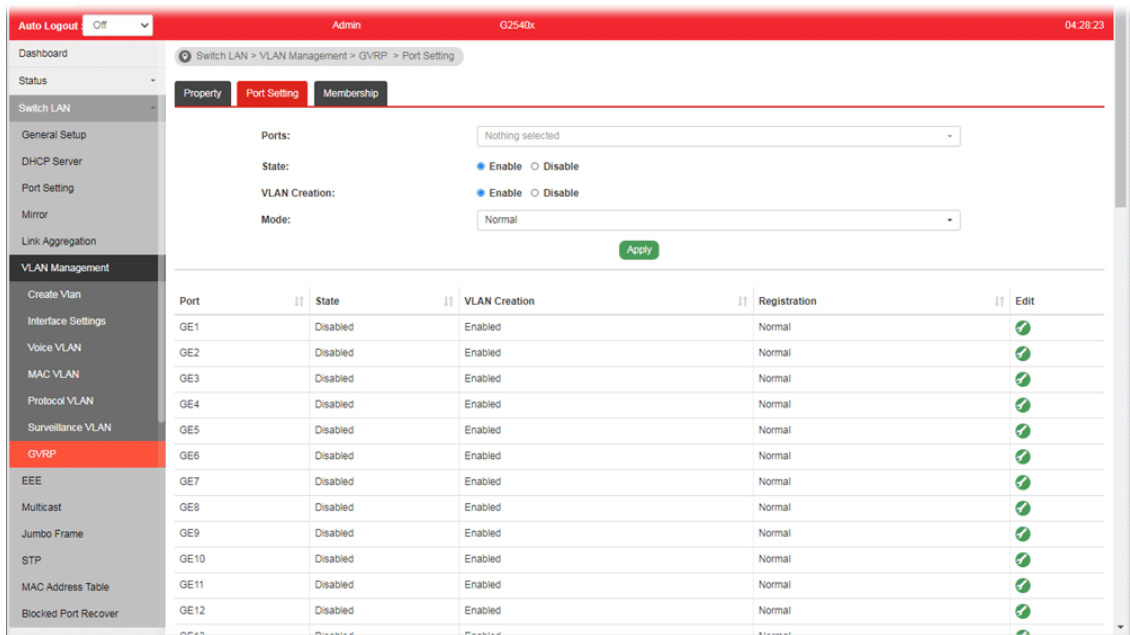 Auto Logout : Off Admin G2540x 04:28:23
Dashboard
Status
Switch LAN
General Setup
DHCP Server
Port Setting
Mirror
Link Aggregation
VLAN Management
Create Vlan
Interface Settings
Voice VLAN
MAC VLAN
Protocol VLAN
Surveillance VLAN
GVRP
EEE
Multicast
Jumbo Frame
STP
MAC Address Table
Blocked Port Recover
Switch LAN > VLAN Management > GVRP > Port Setting
Property Port Setting Membership
Ports: Nothing selected
State: Enable Disable
VLAN Creation: Enable Disable
Mode: Normal
Apply
Port State VLAN Creation Registration Edit
GE1 Disabled Enabled Normal
GE2 Disabled Enabled Normal
GE3 Disabled Enabled Normal
GE4 Disabled Enabled Normal
GE5 Disabled Enabled Normal
GE6 Disabled Enabled Normal
GE7 Disabled Enabled Normal
GE8 Disabled Enabled Normal
GE9 Disabled Enabled Normal
GE10 Disabled Enabled Normal
GE11 Disabled Enabled Normal
GE12 Disabled Enabled Normal